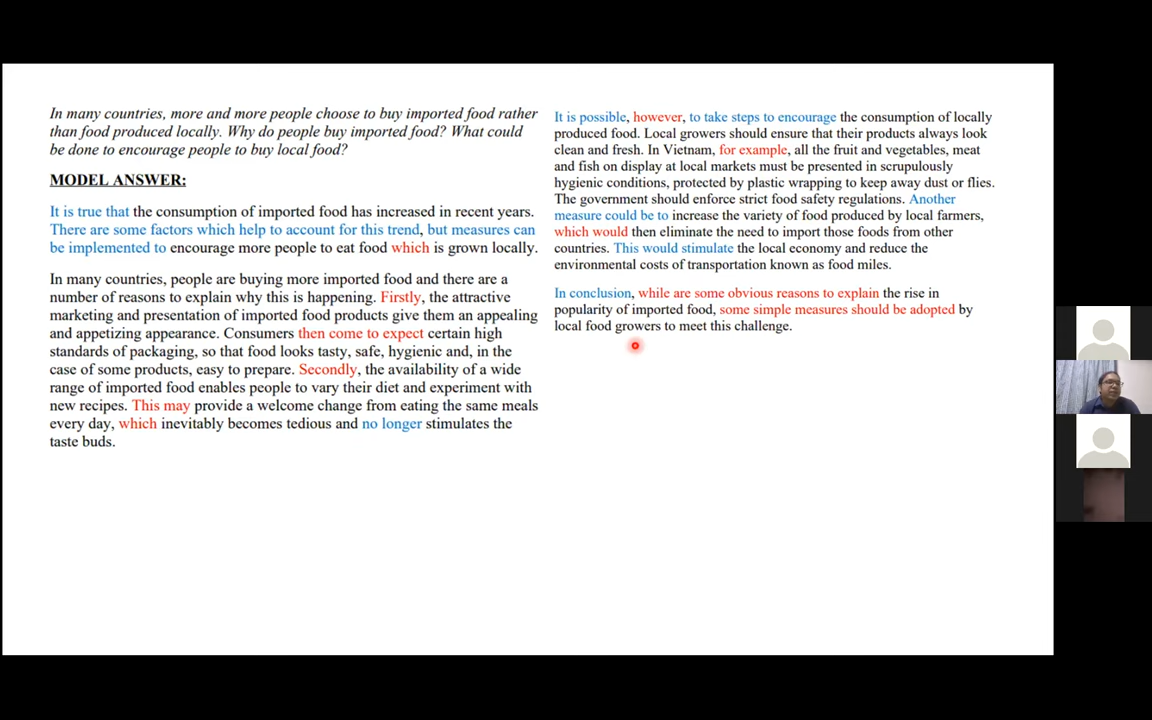 In many countries, more and more people choose to buy imported food rather
than food produced locally. Why do people buy imported food? What could
be done to encourage people to buy local food?
MODEL ANSWER:
It is true that the consumption of imported food has increased in recent years.
There are some factors which help to account for this trend, but measures can
be implemented to encourage more people to eat food which is grown locally.
In many countries, people are buying more imported food and there are a
number of reasons to explain why this is happening. Firstly, the attractive
marketing and presentation of imported food products give them an appealing
and appetizing appearance. Consumers then come to expect certain high
standards of packaging, so that food looks tasty, safe, hygienic and, in the
case of some products, easy to prepare. Secondly, the availability of a wide
range of imported food enables people to vary their diet and experiment with
new recipes. This may provide a welcome change from eating the same meals
every day, which inevitably becomes tedious and no longer stimulates the
taste buds.
It is possible, however, to take steps to encourage the consumption of locally
produced food. Local growers should ensure that their products always look
clean and fresh. In Vietnam, for example, all the fruit and vegetables, meat
and fish on display at local markets must be presented in scrupulously
hygienic conditions, protected by plastic wrapping to keep away dust or flies.
The government should enforce strict food safety regulations. Another
measure could be to increase the variety of food produced by local farmers,
which would then eliminate the need to import those foods from other
countries. This would stimulate the local economy and reduce the
environmental costs of transportation known as food miles.
In conclusion, while are some obvious reasons to explain the rise in
popularity of imported food, some simple measures should be adopted by
local food growers to meet this challenge.